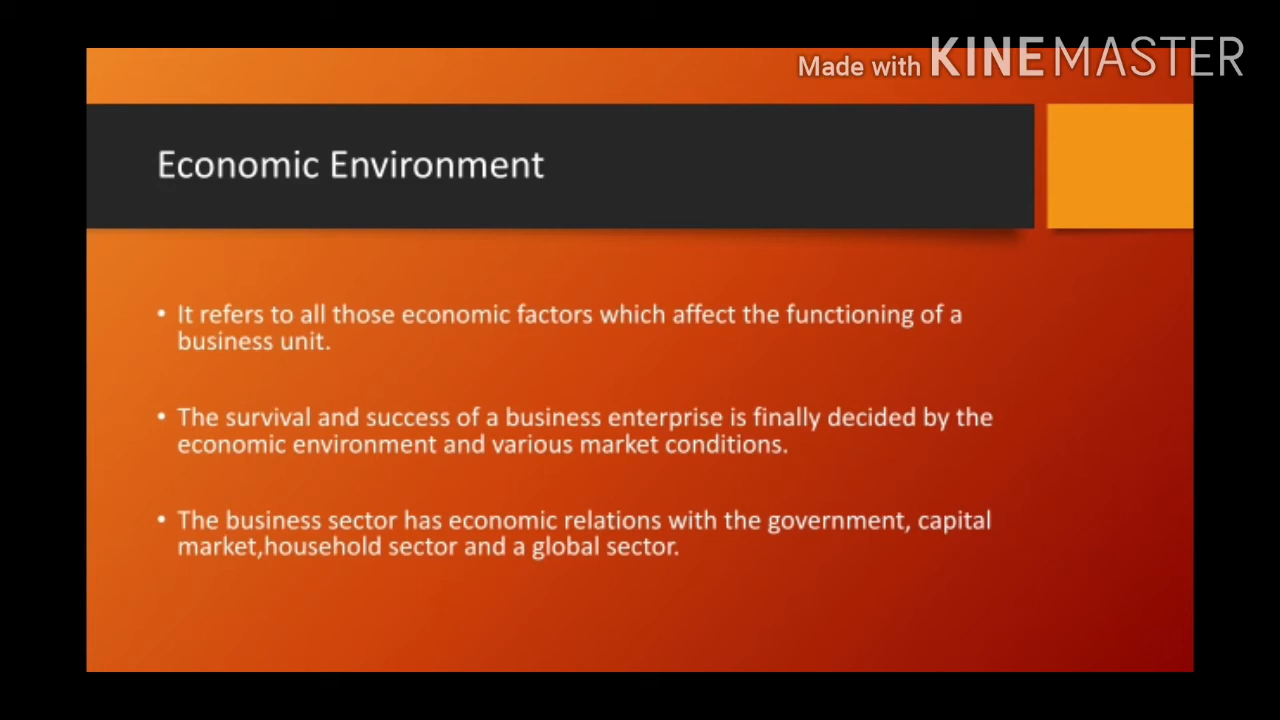 Made with KINEMASTER
Economic Environment
• It refers to all those economic factors which affect the functioning of a
business unit.
• The survival and success of a business enterprise is finally decided by the
economic environment and various market conditions.
• The business sector has economic relations with the government, capital
market,household sector and a global sector.